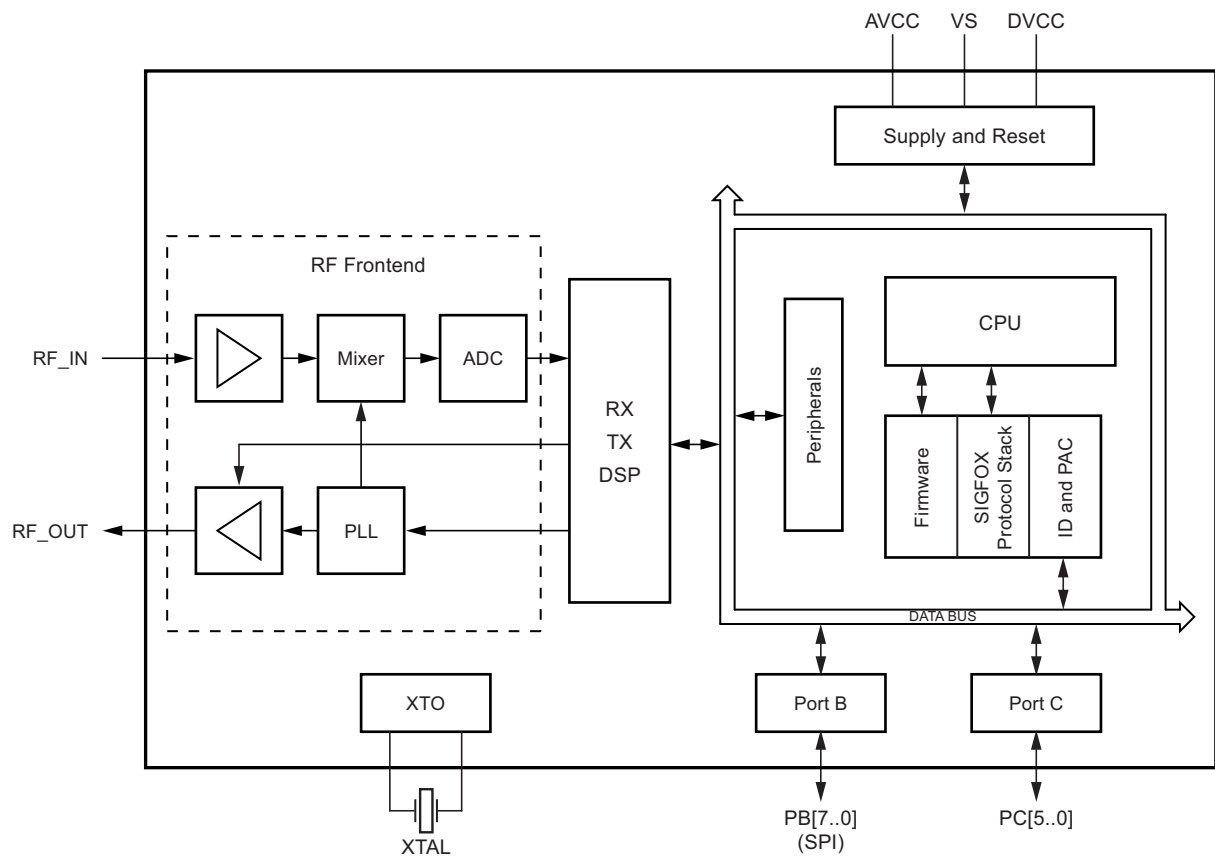 AVCC VS DVCC
Supply and Reset
RF Frontend
CPU
RF_IN
Mixer
ADC
RX
TX
DSP
Peripherals
Firmware
SIGFOX
Protocol Stack
ID and PAC
RF_OUT
PLL
DATA BUS
XTO
Port B
Port C
XTAL
PB[7..0]
(SPI)
PC[5..0]